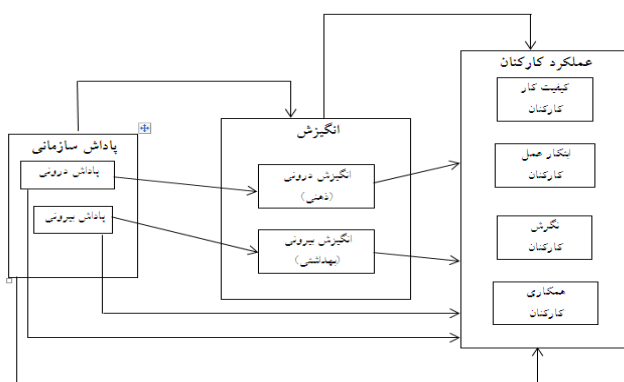 عملکرد کارکنان
کیفیت کار
کارکنان
ابتکار عمل
کارکنان
نگرش
کارکنان
همکاری
کارکنان
انگیزش
انگیزش درونی
(ذهنی)
انگیزش بیرونی
(بهداشتی)
پاداش سازمانی
پاداش درونی
پاداش بیرونی